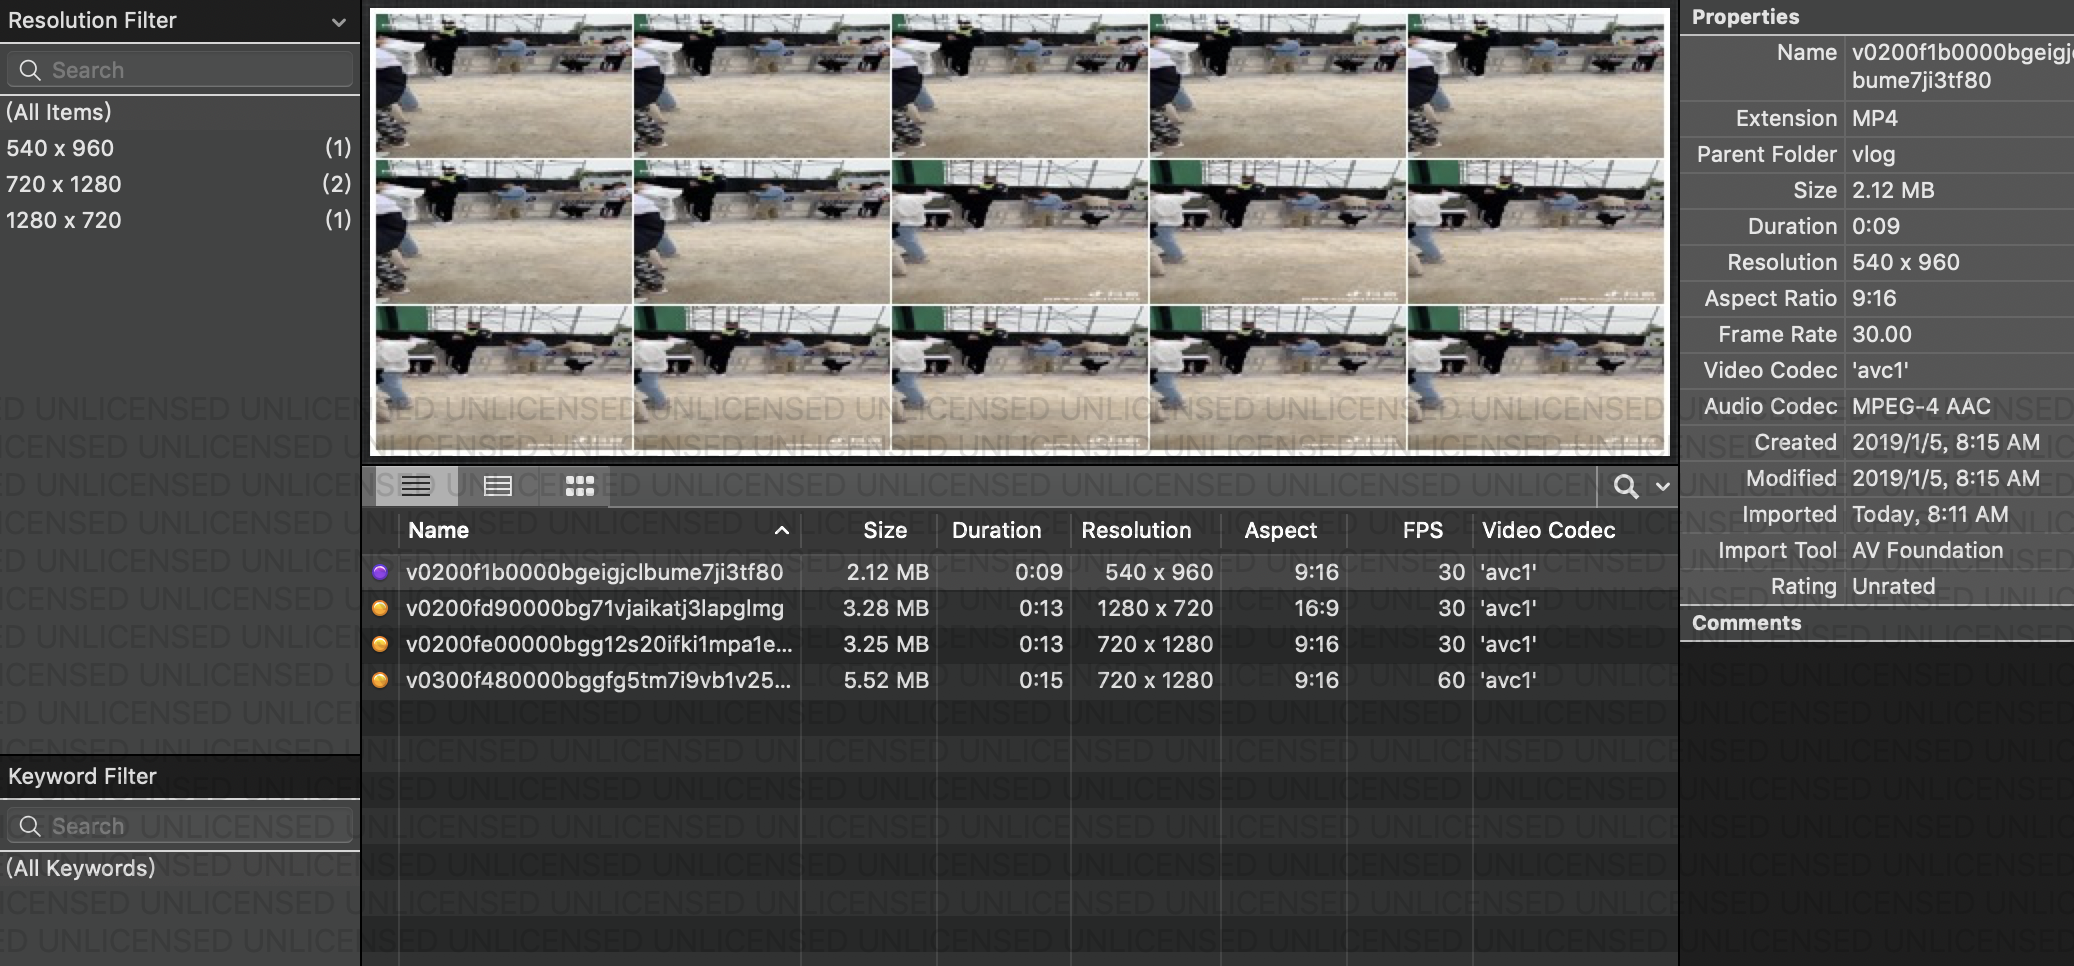 Resolution Filter
Search
(All Items)
540 x 960 (1)
720 x 1280 (2)
1280 x 720 (1)
Keyword Filter
Search
(All Keywords)
Name Size Duration Resolution Aspect FPS Video Codec
v0200f1b0000bgeigjclbume7ji3tf80 2.12 MB 0:09 540 x 960 9:16 30 'avc1'
v0200fd90000bg71vjaikatj3lapglmg 3.28 MB 0:13 1280 x 720 16:9 30 'avc1'
v0200fe00000bgg12s20ifki1mpa1e... 3.25 MB 0:13 720 x 1280 9:16 30 'avc1'
v0300f480000bggfg5tm7i9vb1v25... 5.52 MB 0:15 720 x 1280 9:16 60 'avc1'
Properties
Name v0200f1b0000bgeigj
bume7ji3tf80
Extension MP4
Parent Folder vlog
Size 2.12 MB
Duration 0:09
Resolution 540 x 960
Aspect Ratio 9:16
Frame Rate 30.00
Video Codec 'avc1'
Audio Codec MPEG-4 AAC
Created 2019/1/5, 8:15 AM
Modified 2019/1/5, 8:15 AM
Imported Today, 8:11 AM
Import Tool AV Foundation
Rating Unrated
Comments
UNLICENSED